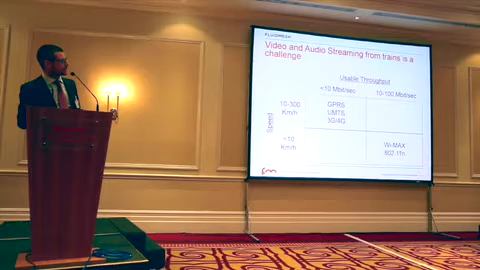 FLUIDMESH
Video and Audio Streaming from trains is a
challenge
Usable Throughput
<10 Mbit/sec
10-100 Mbit/sec
Speed
10-300
Km/h
GPRS
UMTS
3G/4G
<10
Km/h
Wi-MAX
802.11n
fm